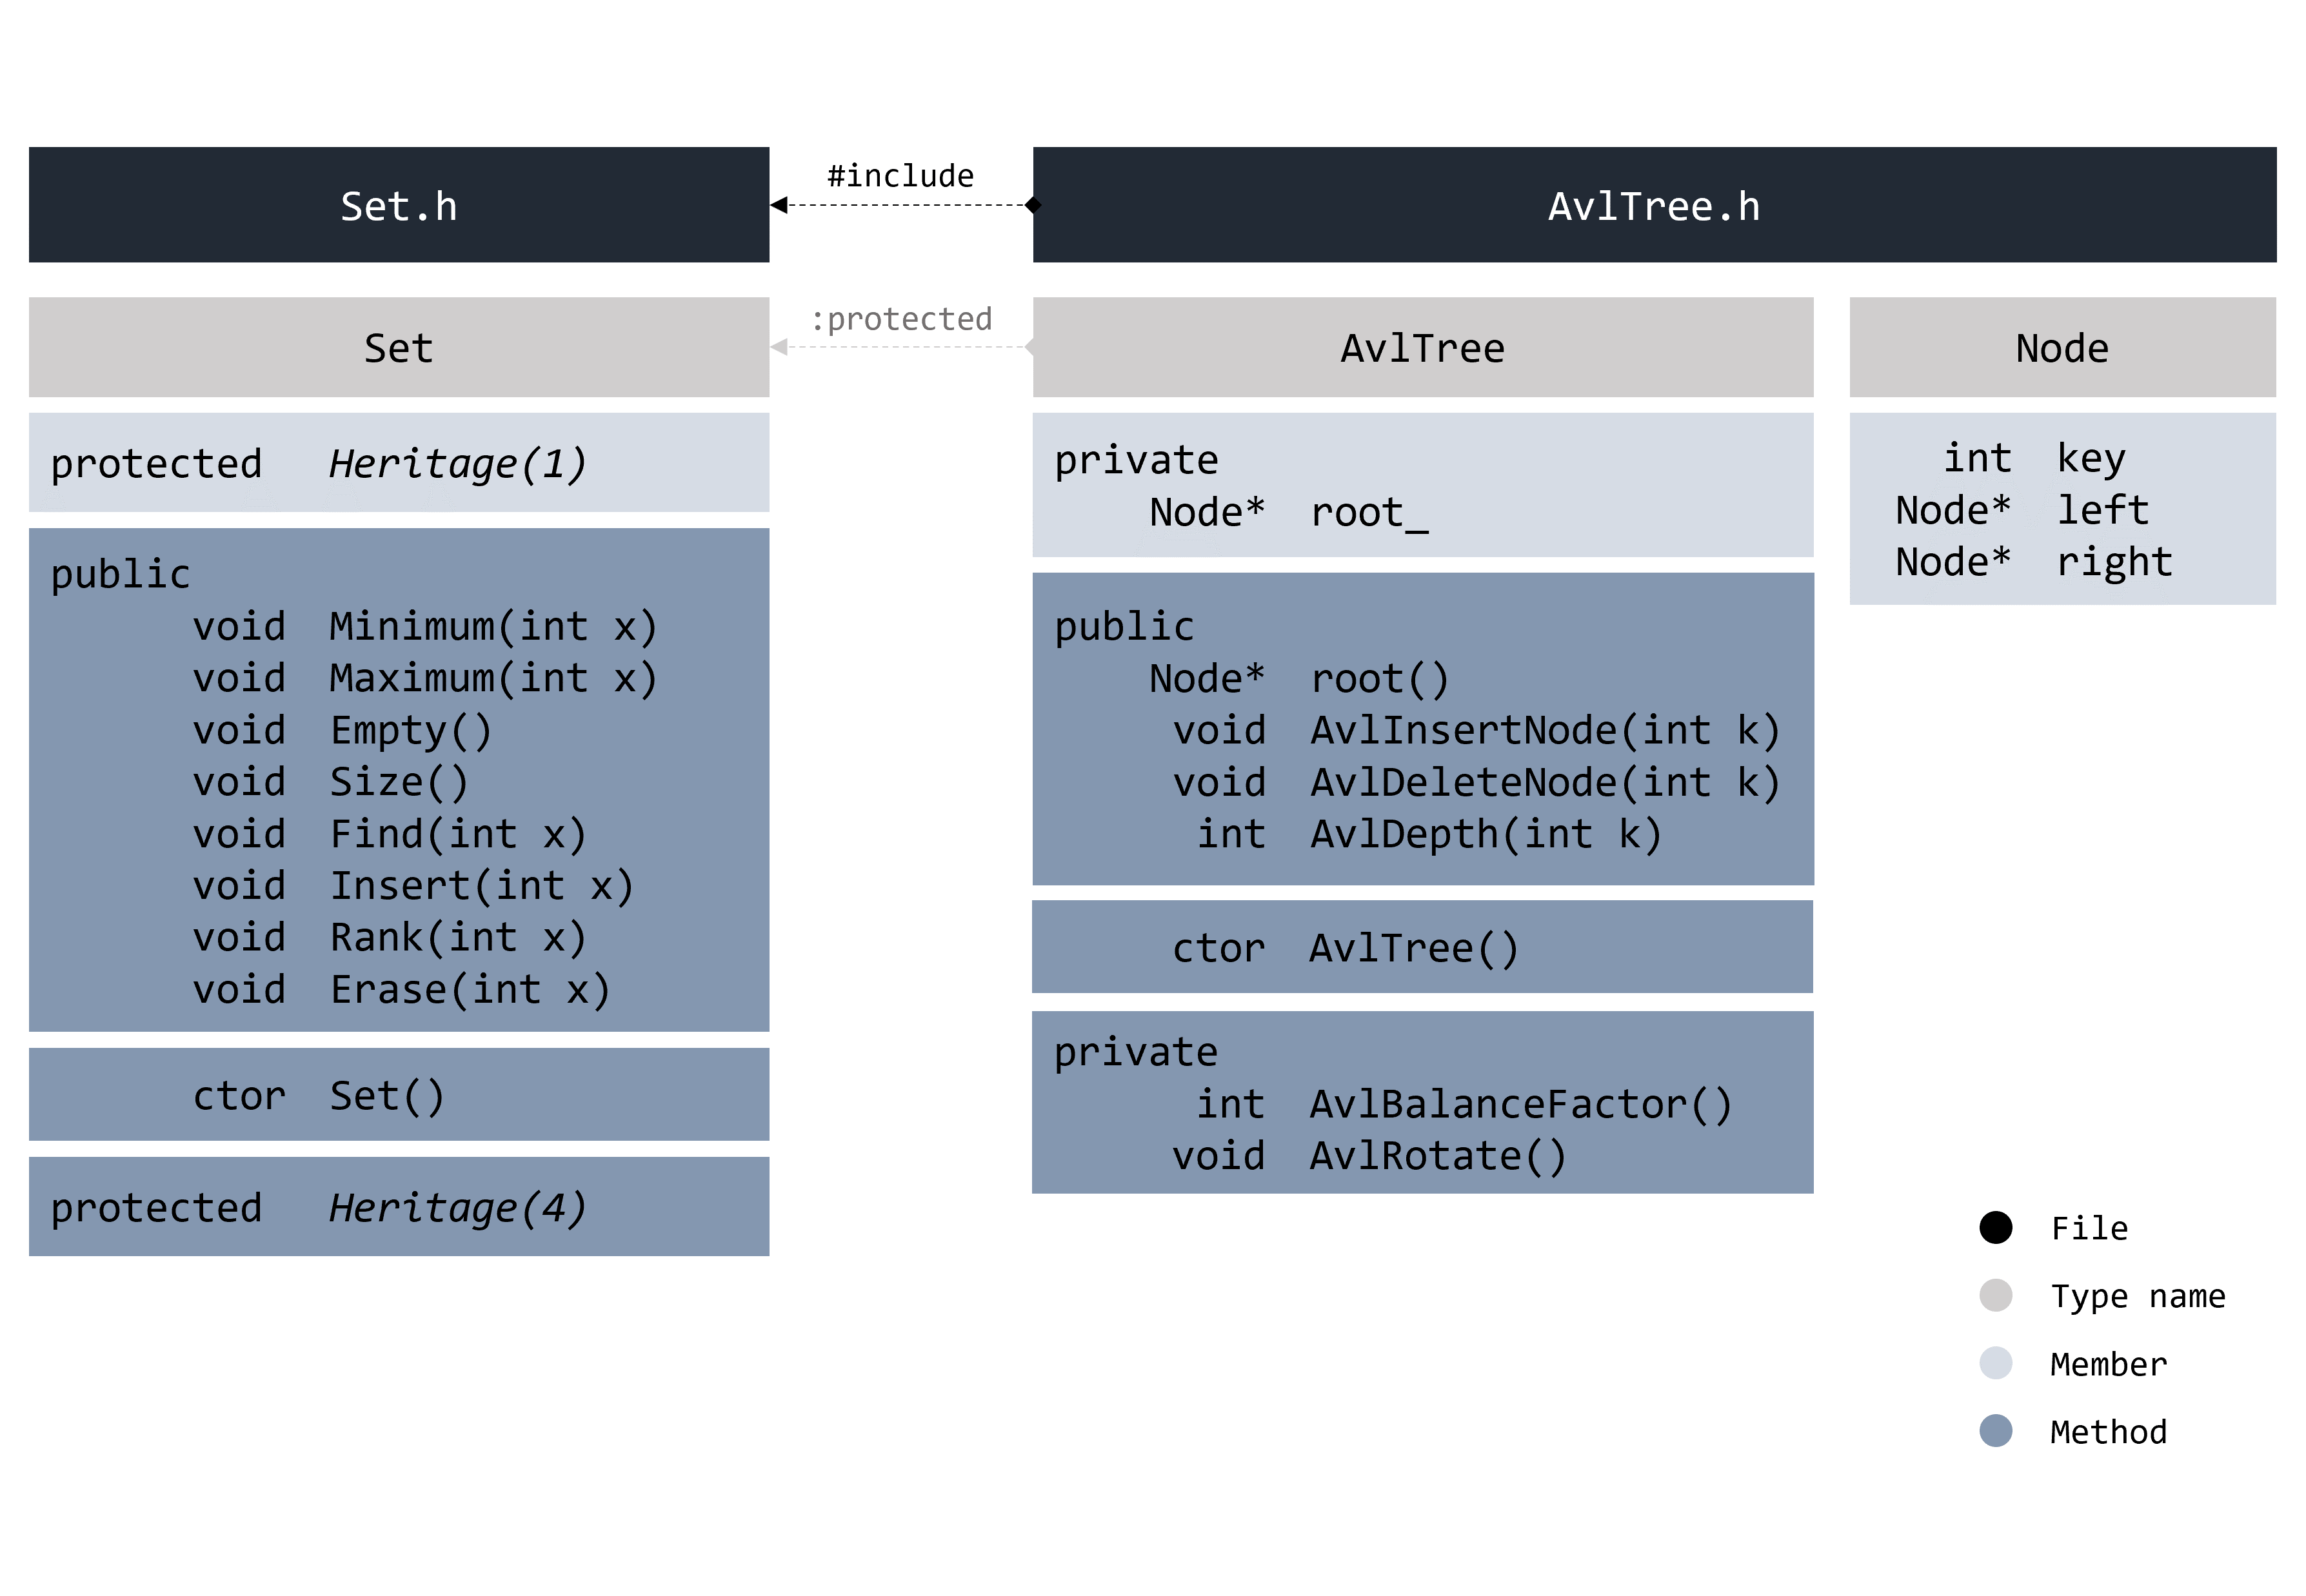 Set.h
#include
AvlTree.h
Set
:protected
AvlTree
Node
protected Heritage(1)
public
void Minimum(int x)
void Maximum(int x)
void Empty()
void Size()
void Find(int x)
void Insert(int x)
void Rank(int x)
void Erase(int x)
ctor Set()
protected Heritage(4)
private
Node* root_
public
Node* root()
void AvlInsertNode(int k)
void AvlDeleteNode(int k)
int AvlDepth(int k)
ctor AvlTree()
private
int AvlBalanceFactor()
void AvlRotate()
int key
Node* left
Node* right
File
Type name
Member
Method